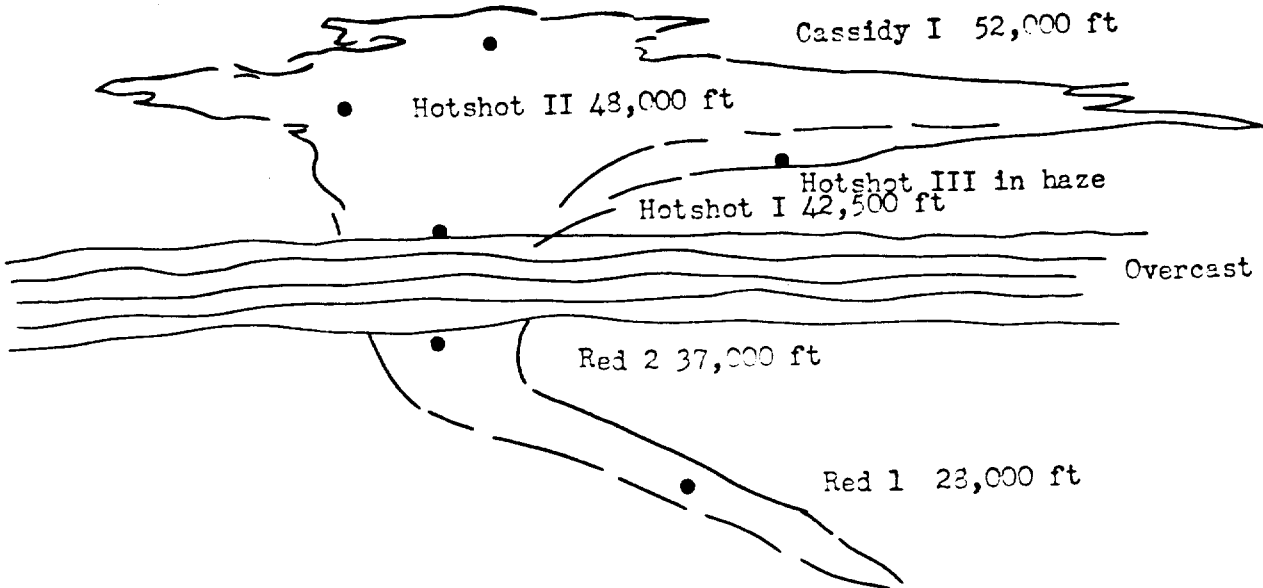 Cassidy I 52,000 ft
Hotshot II 48,000 ft
Hotshot III in haze
Hotshot I 42,500 ft
Overcast
Red 2 37,000 ft
Red 1 28,000 ft